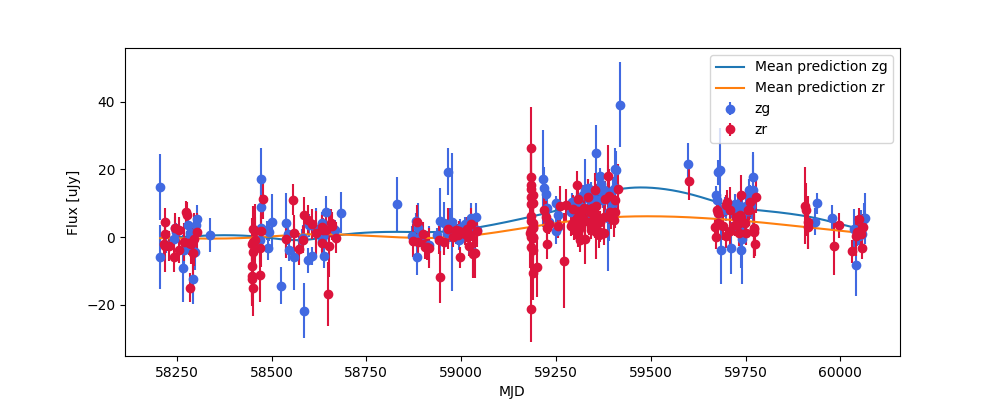 Mean prediction zg
Mean prediction zr
zg
zr
Flux [uJy]
40
20
0
−20
58250 58500 58750 59000 59250 59500 59750 60000
MJD